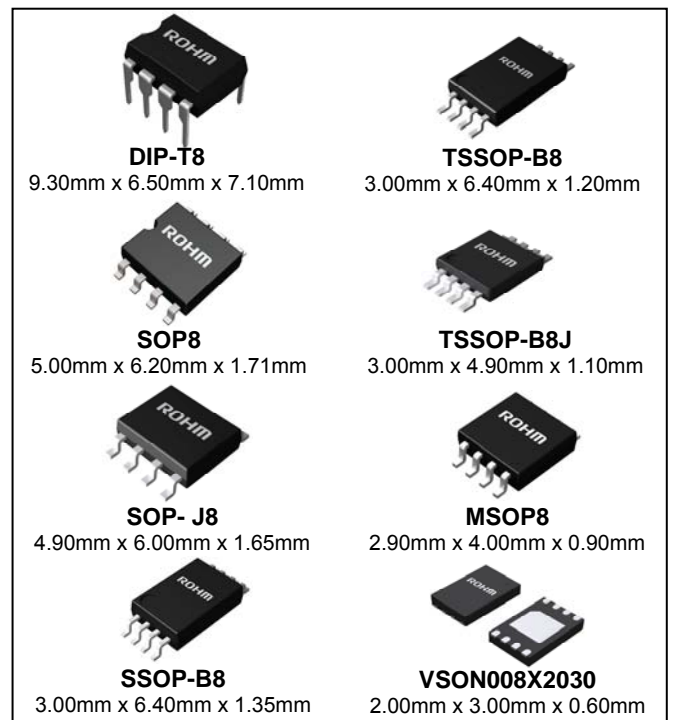 ROHM
DIP-T8
9.30mm x 6.50mm x 7.10mm
ROHM
TSSOP-B8
3.00mm x 6.40mm x 1.20mm
ROHM
SOP8
5.00mm x 6.20mm x 1.71mm
ROHM
TSSOP-B8J
3.00mm x 4.90mm x 1.10mm
ROHM
SOP- J8
4.90mm x 6.00mm x 1.65mm
ROHM
MSOP8
2.90mm x 4.00mm x 0.90mm
ROHM
SSOP-B8
3.00mm x 6.40mm x 1.35mm
ROHM
VSON008X2030
2.00mm x 3.00mm x 0.60mm